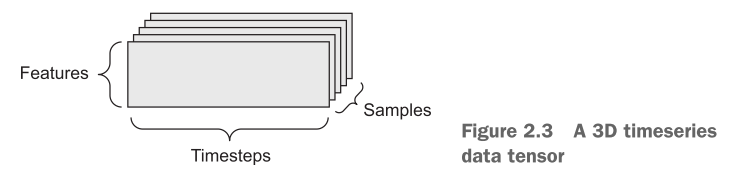 Features
Samples
Timesteps
Figure 2.3 A 3D timeseries
data tensor